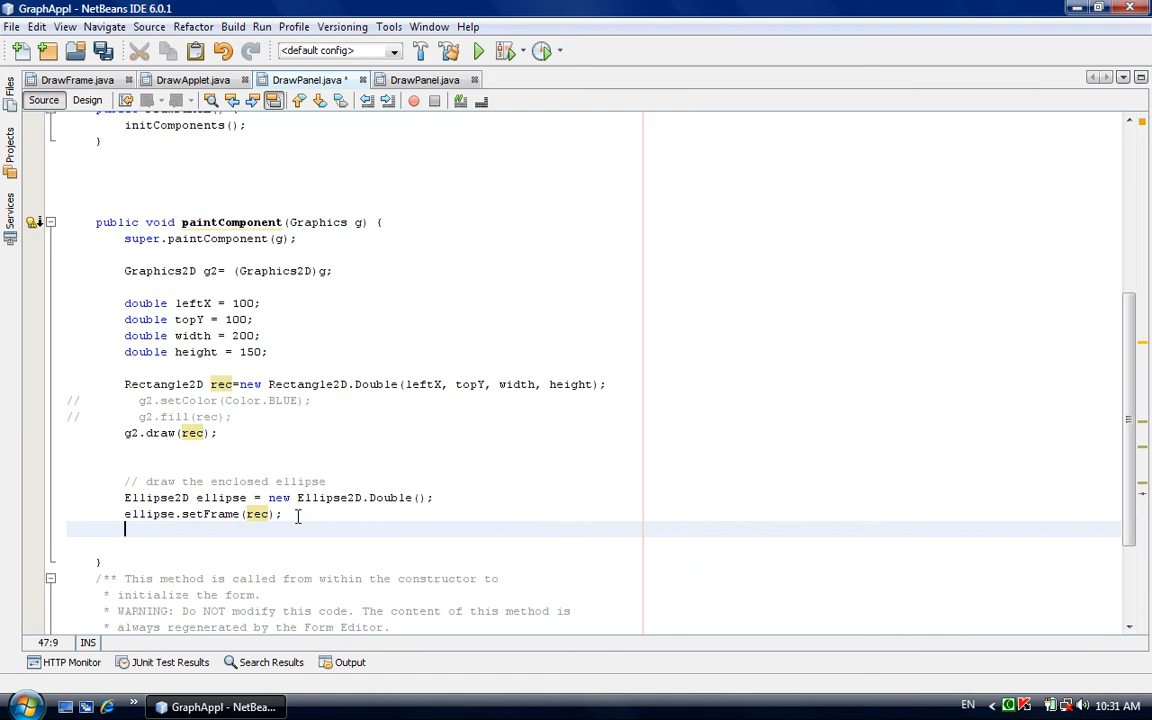 GraphAppl - NetBeans IDE 6.0.1
File Edit View Navigate Source Refactor Build Run Profile Versioning Tools Window Help
<default config>
DrawFrame.java DrawApplet.java DrawPanel.java * DrawPanel.java
Source Design
Files
Projects
Services
initComponents();
}
public void paintComponent(Graphics g) {
super.paintComponent(g);
Graphics2D g2= (Graphics2D)g;
double leftX = 100;
double topY = 100;
double width = 200;
double height = 150;
Rectangle2D rec=new Rectangle2D.Double(leftX, topY, width, height);
// g2.setColor(Color.BLUE);
// g2.fill(rec);
g2.draw(rec);
// draw the enclosed ellipse
Ellipse2D ellipse = new Ellipse2D.Double();
ellipse.setFrame(rec);
}
/** This method is called from within the constructor to
* initialize the form.
* WARNING: Do NOT modify this code. The content of this method is
* always regenerated by the Form Editor.
47:9 INS
HTTP Monitor JUnit Test Results Search Results Output
GraphAppl - NetBea... EN 10:31 AM